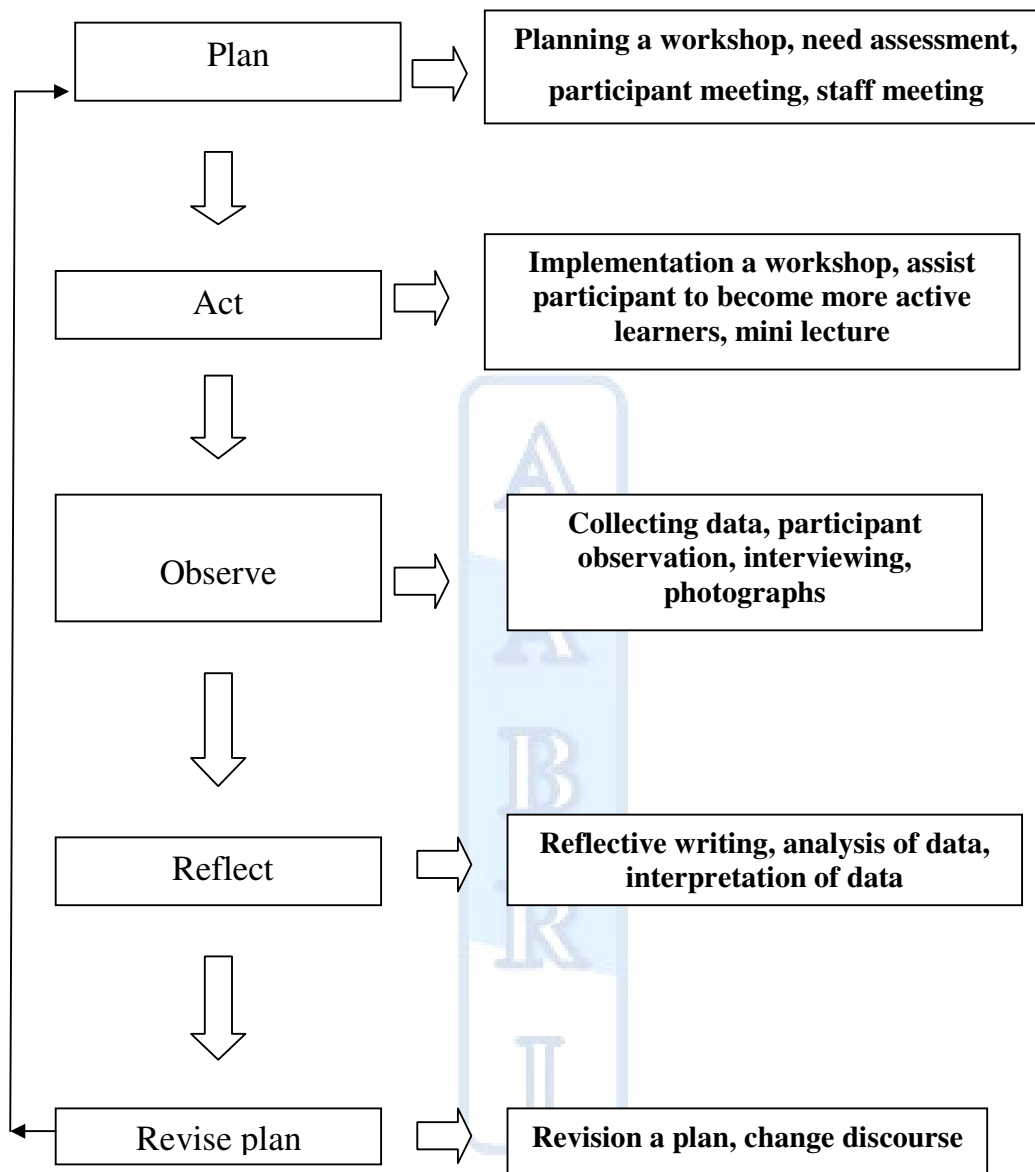 Plan
Planning a workshop, need assessment,
participant meeting, staff meeting
Act
Implementation a workshop, assist
participant to become more active
learners, mini lecture
Observe
Collecting data, participant
observation, interviewing,
photographs
Reflect
Reflective writing, analysis of data,
interpretation of data
Revise plan
Revision a plan, change discourse
A
A
B
R
I